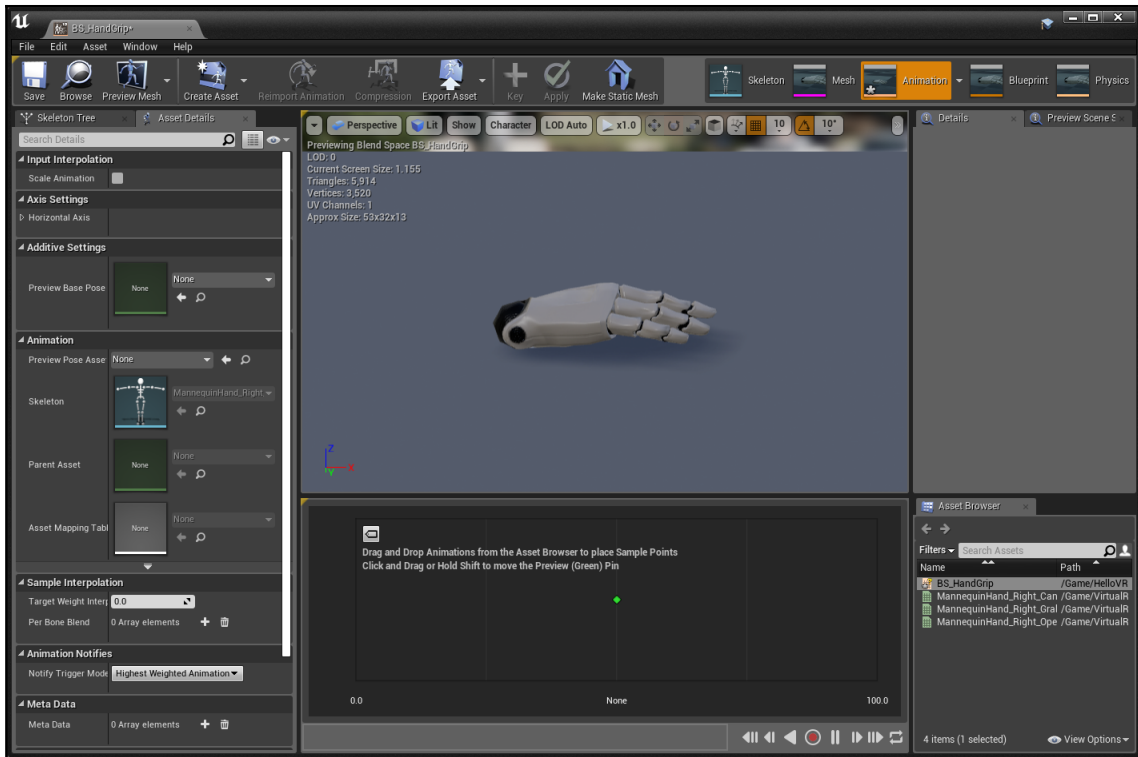 BS_HandGrip*
File Edit Asset Window Help
Save Browse Preview Mesh Create Asset Reimport Animation Compression Export Asset Key Apply Make Static Mesh Skeleton Mesh Animation Blueprint Physics
Skeleton Tree Asset Details
Search Details
Input Interpolation
Scale Animation
Axis Settings
Horizontal Axis
Additive Settings
Preview Base Pose None None
Animation
Preview Pose Asse None
Skeleton MannequinHand_Right_
Parent Asset None None
Asset Mapping Tabl None None
Sample Interpolation
Target Weight Interp 0.0
Per Bone Blend 0 Array elements
Animation Notifies
Notify Trigger Mode Highest Weighted Animation
Meta Data
Meta Data 0 Array elements
Perspective Lit Show Character LOD Auto x1.0 10 10°
Previewing Blend Space BS_HandGrip
LOD: 0
Current Screen Size: 1.155
Triangles: 5,914
Vertices: 3,520
UV Channels: 1
Approx Size: 53x32x13
Z
Y X
Drag and Drop Animations from the Asset Browser to place Sample Points
Click and Drag or Hold Shift to move the Preview (Green) Pin
0.0 None 100.0
Details Preview Scene S
Asset Browser
Filters Search Assets
Name Path
BS_HandGrip /Game/HelloVR
MannequinHand_Right_Can /Game/VirtualR
MannequinHand_Right_Gral /Game/VirtualR
MannequinHand_Right_Ope /Game/VirtualR
4 items (1 selected) View Options